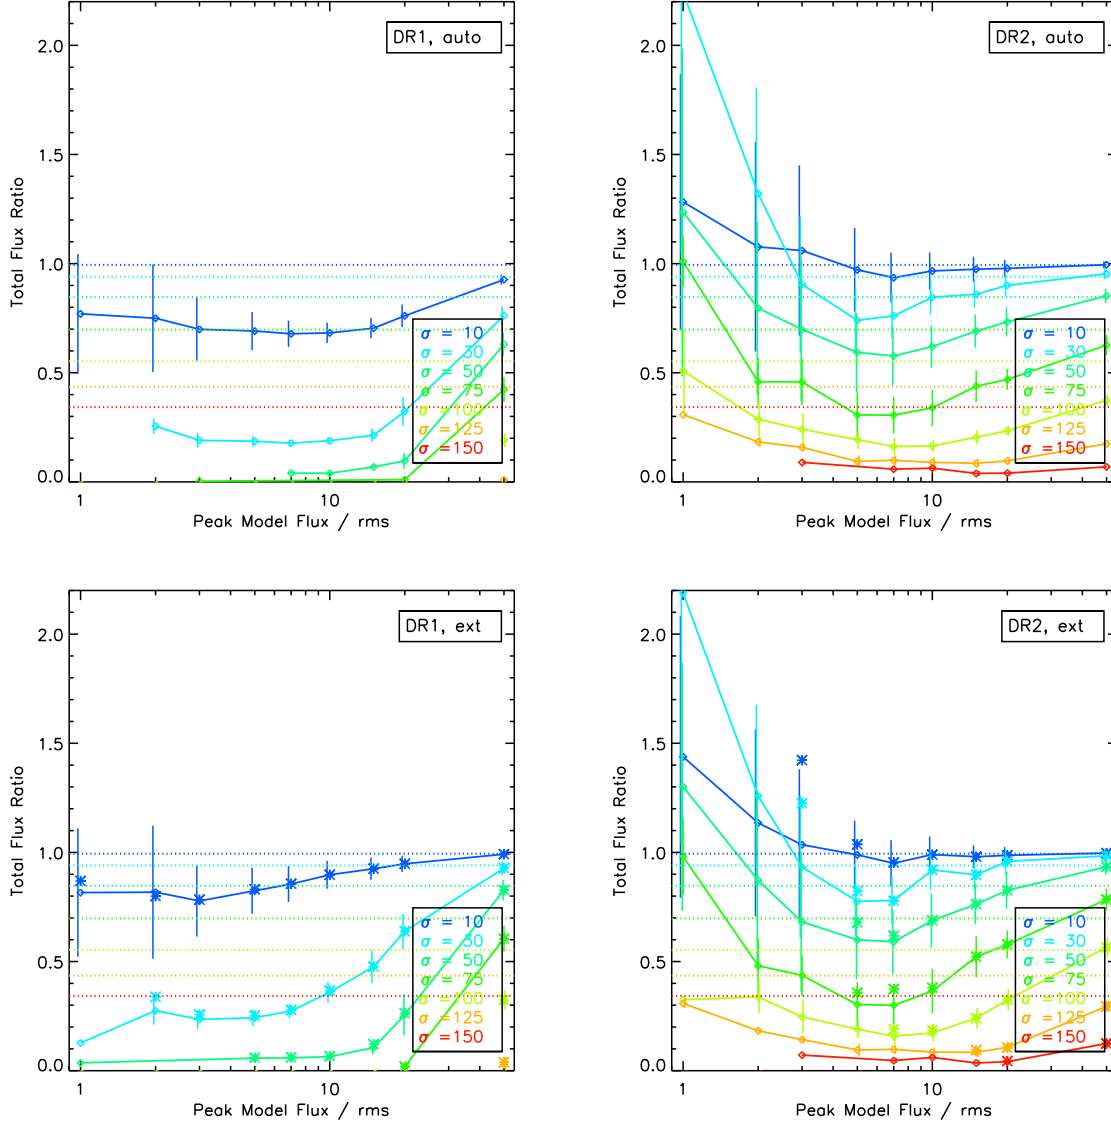 DR1, auto
2.0
1.5
1.0
0.5
0.0
Total Flux Ratio
σ = 10
σ = 30
σ = 50
σ = 75
σ =100
σ =125
σ =150
1
10
Peak Model Flux / rms
DR2, auto
2.0
1.5
1.0
0.5
0.0
Total Flux Ratio
σ = 10
σ = 30
σ = 50
σ = 75
σ =100
σ =125
σ =150
1
10
Peak Model Flux / rms
DR1, ext
2.0
1.5
1.0
0.5
0.0
Total Flux Ratio
σ = 10
σ = 30
σ = 50
σ = 75
σ =100
σ =125
σ =150
1
10
Peak Model Flux / rms
DR2, ext
2.0
1.5
1.0
0.5
0.0
Total Flux Ratio
σ = 10
σ = 30
σ = 50
σ = 75
σ =100
σ =125
σ =150
1
10
Peak Model Flux / rms